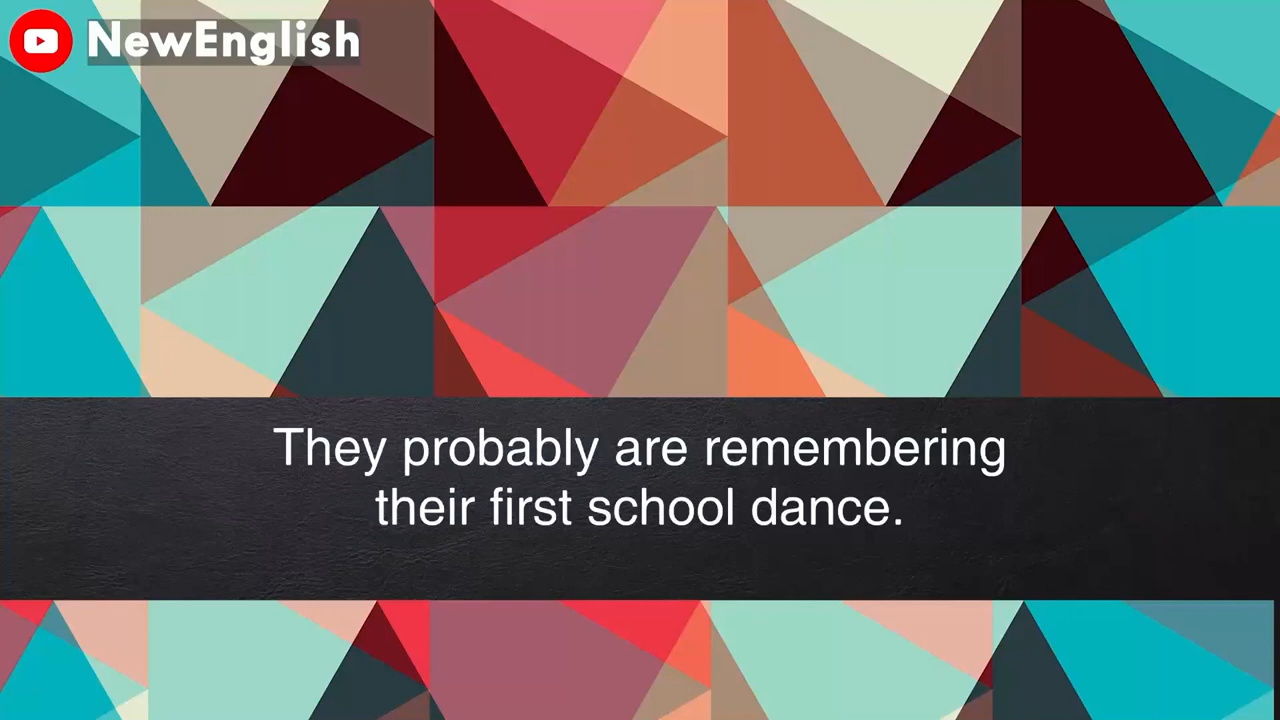 NewEnglish
They probably are remembering
their first school dance.